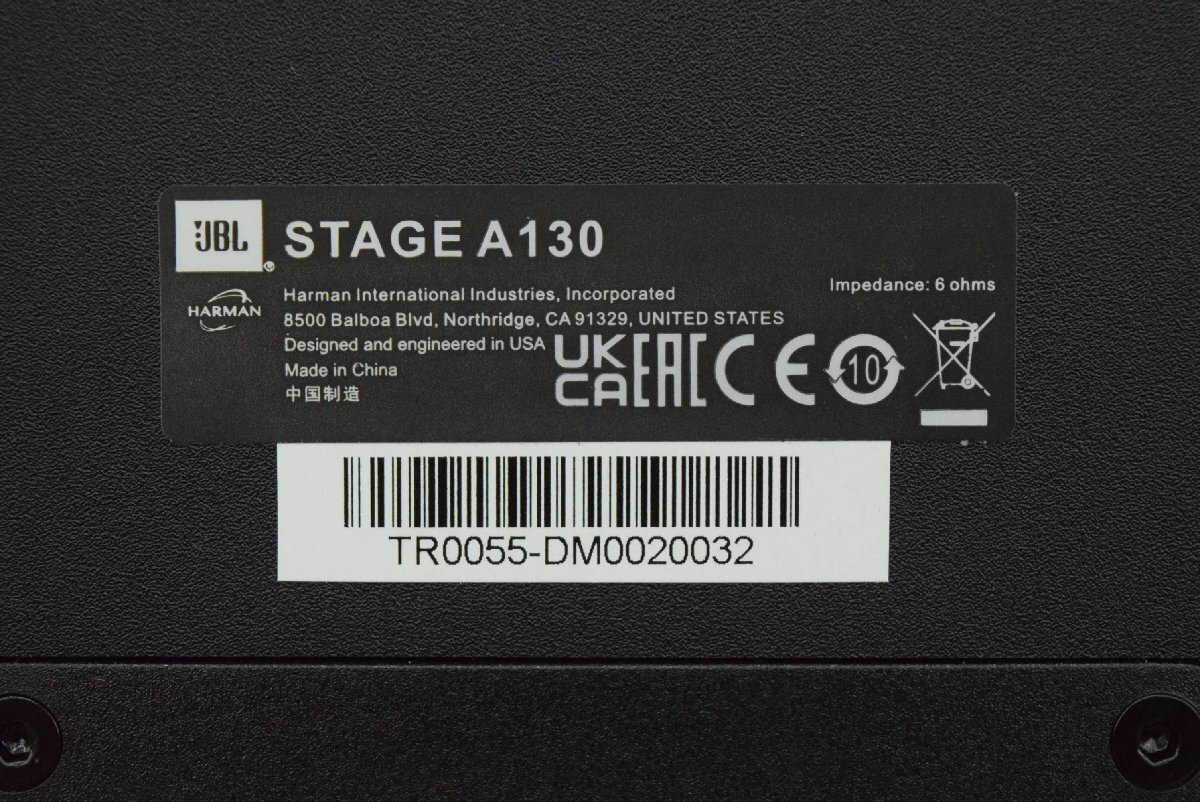 JBL
STAGE A130
HARMAN
Harman International Industries, Incorporated
Impedance: 6 ohms
8500 Balboa Blvd, Northridge, CA 91329, UNITED STATES
Designed and engineered in USA
Made in China
中国制造
UK
CA
EAC
CE
10
TR0055-DM0020032